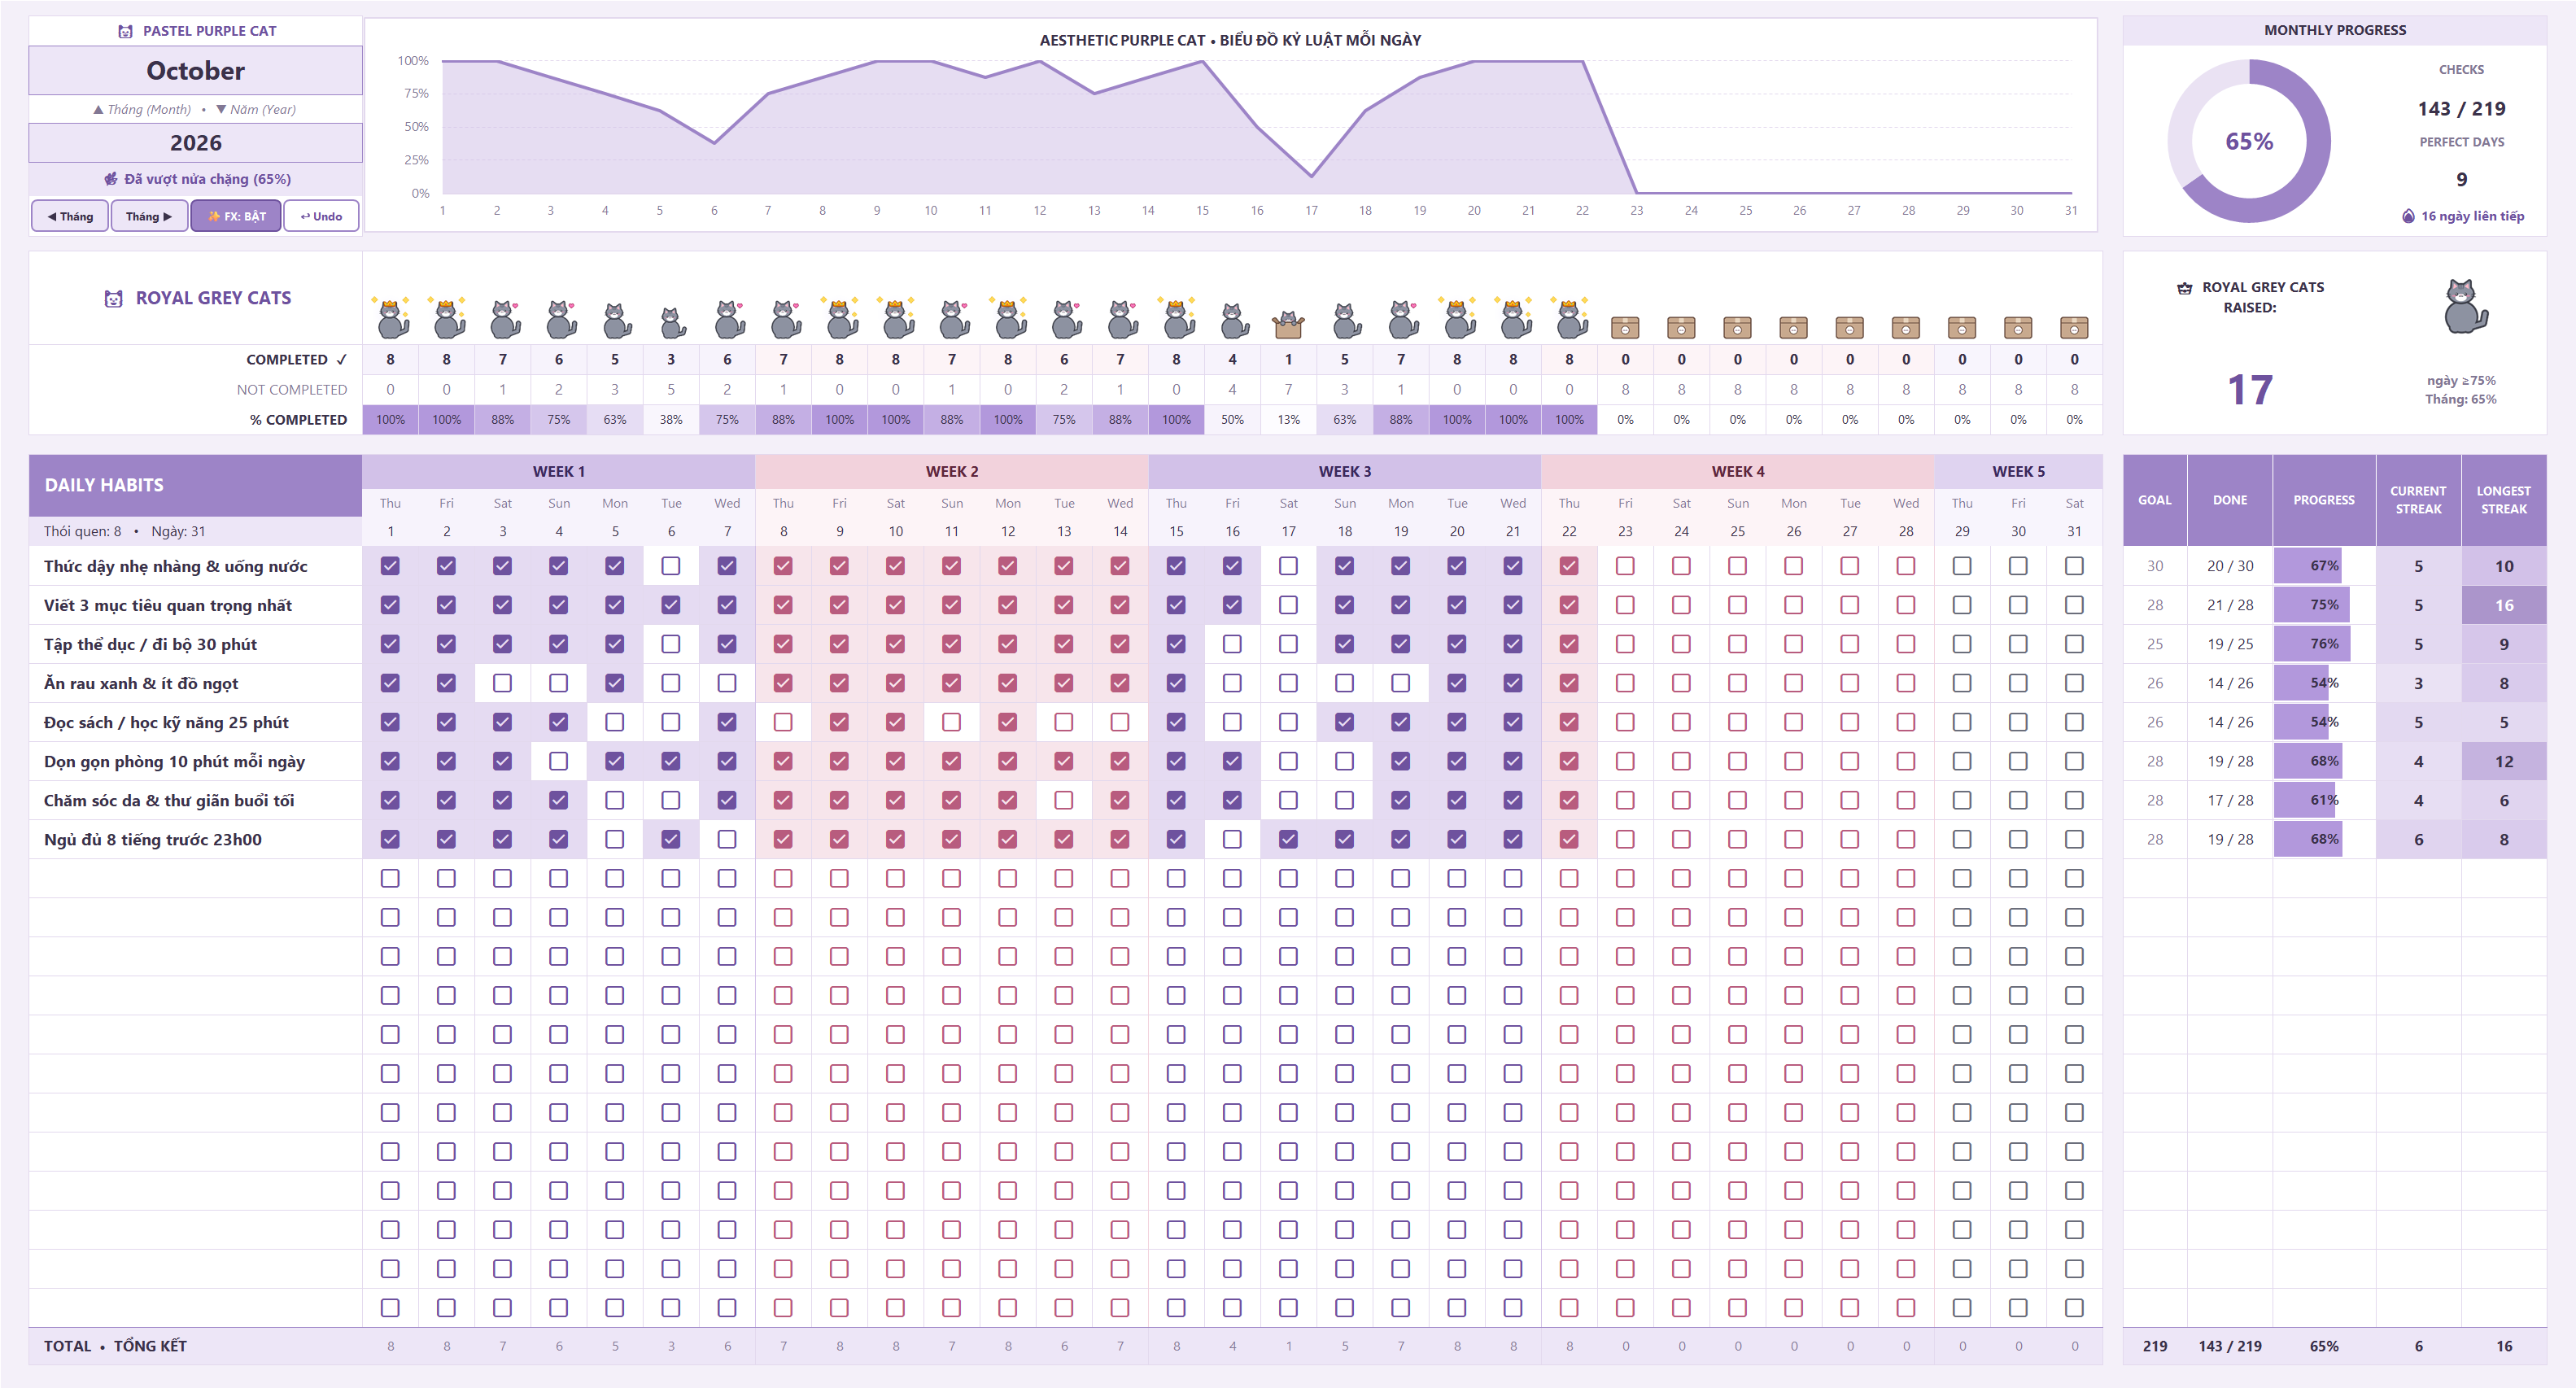 PASTEL PURPLE CAT
October
▲ Tháng (Month) • ▼ Năm (Year)
2026
Đã vượt nửa chặng (65%)
◀ Tháng Tháng ▶ ✨ FX: BẬT ↩ Undo
AESTHETIC PURPLE CAT • BIỂU ĐỒ KỶ LUẬT MỖI NGÀY
100%
75%
50%
25%
0%
1 2 3 4 5 6 7 8 9 10 11 12 13 14 15 16 17 18 19 20 21 22 23 24 25 26 27 28 29 30 31
MONTHLY PROGRESS
65%
CHECKS
143 / 219
PERFECT DAYS
9
16 ngày liên tiếp
ROYAL GREY CATS
COMPLETED ✓ 8 8 7 6 5 3 6 7 8 8 7 8 6 7 8 4 1 5 7 8 8 8 0 0 0 0 0 0 0 0 0
NOT COMPLETED 0 0 1 2 3 5 2 1 0 0 1 0 2 1 0 4 7 3 1 0 0 0 8 8 8 8 8 8 8 8 8
% COMPLETED 100% 100% 88% 75% 63% 38% 75% 88% 100% 100% 88% 100% 75% 88% 100% 50% 13% 63% 88% 100% 100% 100% 0% 0% 0% 0% 0% 0% 0% 0% 0%
ROYAL GREY CATS
RAISED:
17
ngày ≥75%
Tháng: 65%
DAILY HABITS
WEEK 1 WEEK 2 WEEK 3 WEEK 4 WEEK 5
Thu Fri Sat Sun Mon Tue Wed Thu Fri Sat Sun Mon Tue Wed Thu Fri Sat Sun Mon Tue Wed Thu Fri Sat Sun Mon Tue Wed Thu Fri Sat
Thói quen: 8 • Ngày: 31 1 2 3 4 5 6 7 8 9 10 11 12 13 14 15 16 17 18 19 20 21 22 23 24 25 26 27 28 29 30 31
GOAL DONE PROGRESS CURRENT STREAK LONGEST STREAK
Thức dậy nhẹ nhàng & uống nước 30 20 / 30 67% 5 10
Viết 3 mục tiêu quan trọng nhất 28 21 / 28 75% 5 16
Tập thể dục / đi bộ 30 phút 25 19 / 25 76% 5 9
Ăn rau xanh & ít đồ ngọt 26 14 / 26 54% 3 8
Đọc sách / học kỹ năng 25 phút 26 14 / 26 54% 5 5
Dọn gọn phòng 10 phút mỗi ngày 28 19 / 28 68% 4 12
Chăm sóc da & thư giãn buổi tối 28 17 / 28 61% 4 6
Ngủ đủ 8 tiếng trước 23h00 28 19 / 28 68% 6 8
TOTAL • TỔNG KẾT 8 8 7 6 5 3 6 7 8 8 7 8 6 7 8 4 1 5 7 8 8 8 0 0 0 0 0 0 0 0 0 219 143 / 219 65% 6 16